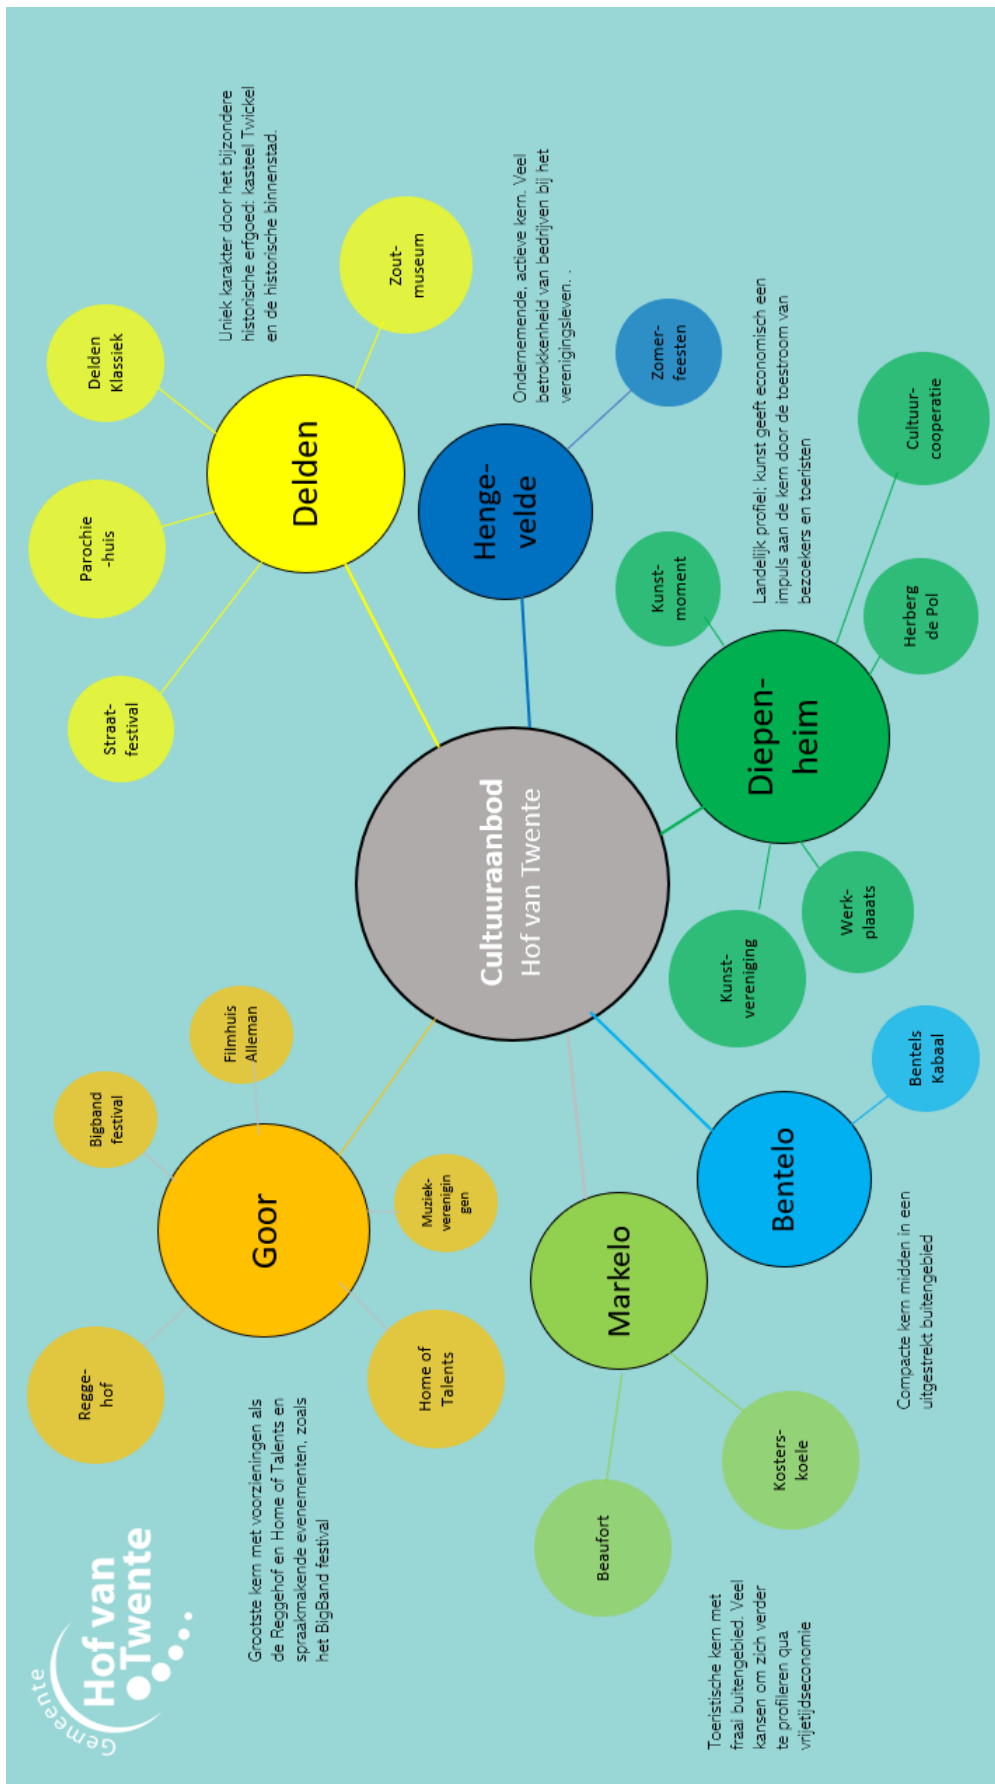 Gemeente
Hof van
Twente
Grootste kern met voorzieningen als
de Reggehof en Home of Talents en
spraakmakende evenementen, zoals
het BigBand festival
Regge-
hof
Bigband
festival
Filmhuis
Alleman
Goor
Muziek-
verenigin
gen
Home of
Talents
Straat-
festival
Parochie
-huis
Delden
Klassiek
Delden
Zout-
museum
Uniek karakter door het bijzondere
historische erfgoed: kasteel Twickel
en de historische binnenstad.
Cultuuraanbod
Hof van Twente
Henge-
velde
Zomer-
feesten
Ondernemende, actieve kern. Veel
betrokkenheid van bedrijven bij het
verenigingsleven. .
Toeristische kern met
fraai buitengebied. Veel
kansen om zich verder
te profileren qua
vrijetijdseconomie
Beaufort
Kosters-
koele
Markelo
Bentelo
Bentels
Kabaal
Compacte kern midden in een
uitgestrekt buitengebied
Kunst-
vereniging
Werk-
plaaats
Diepen-
heim
Kunst-
moment
Herberg
de Pol
Cultuur-
cooperatie
Landelijk profiel; kunst geeft economisch een
impuls aan de kern door de toestroom van
bezoekers en toeristen